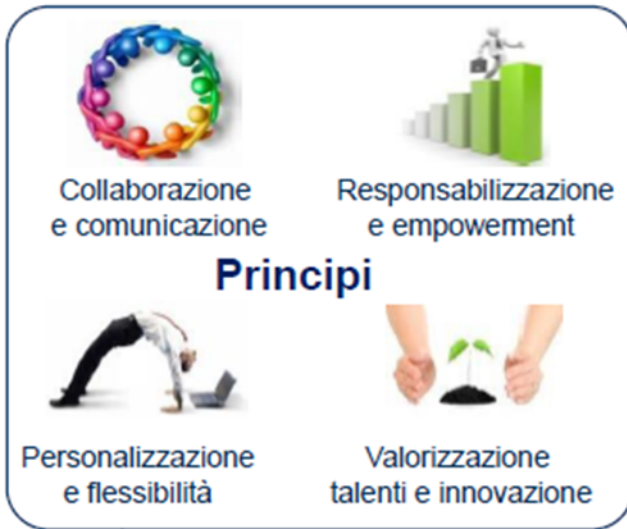 Collaborazione
e comunicazione
Responsabilizzazione
e empowerment
Principi
Personalizzazione
e flessibilità
Valorizzazione
talenti e innovazione